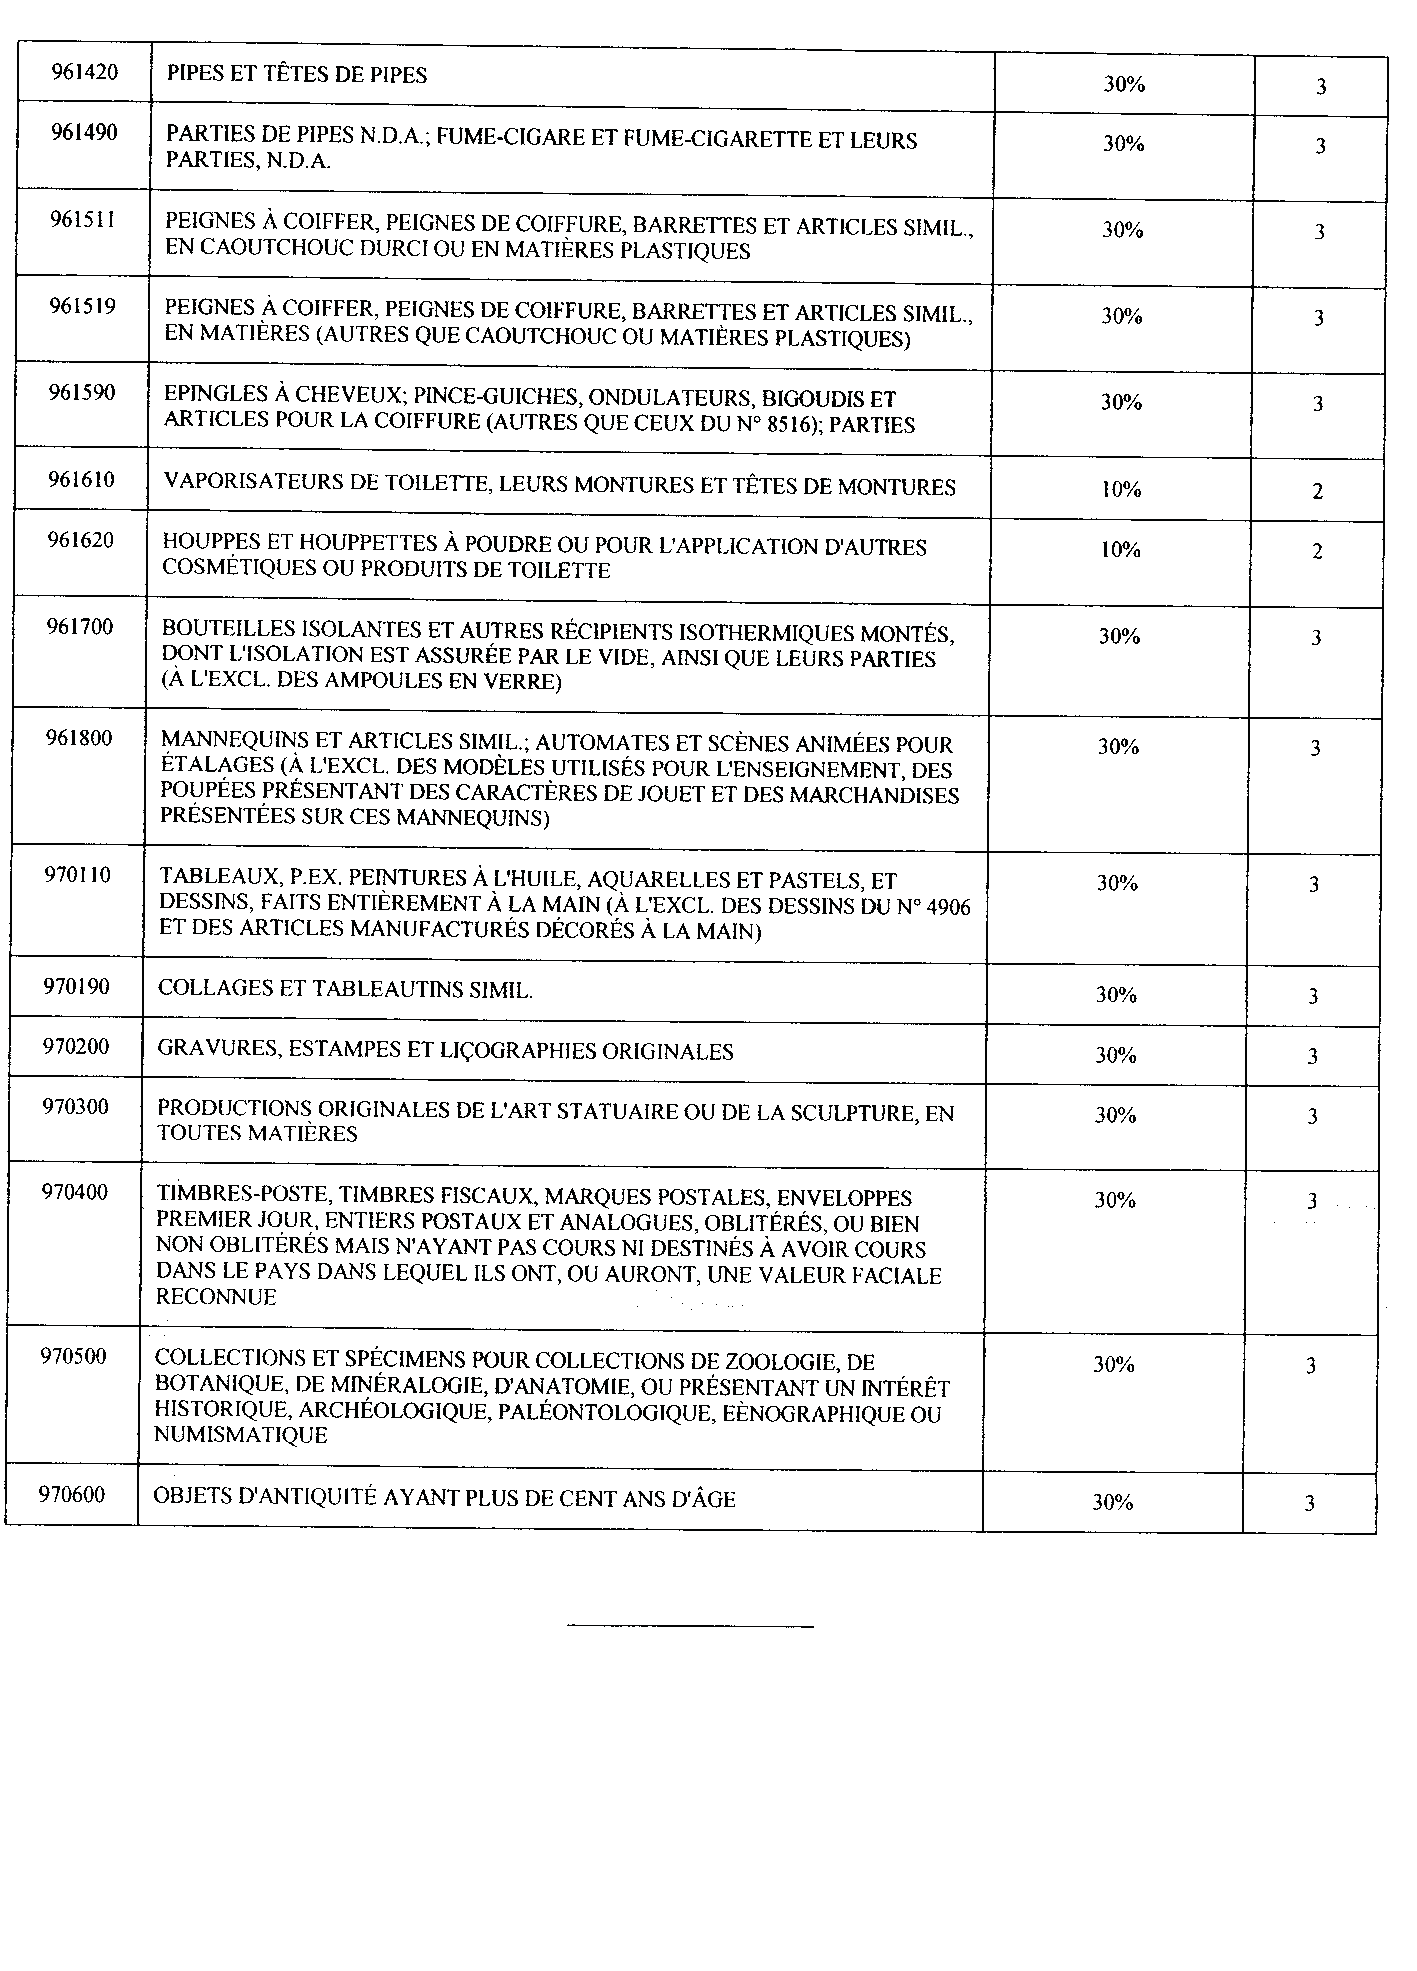 961420 PIPES ET TÊTES DE PIPES 30% 3
961490 PARTIES DE PIPES N.D.A.; FUME-CIGARE ET FUME-CIGARETTE ET LEURS 30% 3
PARTIES, N.D.A.
961511 PEIGNES À COIFFER, PEIGNES DE COIFFURE, BARRETTES ET ARTICLES SIMIL., 30% 3
EN CAOUTCHOUC DURCI OU EN MATIÈRES PLASTIQUES
961519 PEIGNES À COIFFER, PEIGNES DE COIFFURE, BARRETTES ET ARTICLES SIMIL., 30% 3
EN MATIÈRES (AUTRES QUE CAOUTCHOUC OU MATIÈRES PLASTIQUES)
961590 EPINGLES À CHEVEUX; PINCE-GUICHES, ONDULATEURS, BIGOUDIS ET 30% 3
ARTICLES POUR LA COIFFURE (AUTRES QUE CEUX DU N° 8516); PARTIES
961610 VAPORISATEURS DE TOILETTE, LEURS MONTURES ET TÊTES DE MONTURES 10% 2
961620 HOUPPES ET HOUPPETTES À POUDRE OU POUR L'APPLICATION D'AUTRES 10% 2
COSMÉTIQUES OU PRODUITS DE TOILETTE
961700 BOUTEILLES ISOLANTES ET AUTRES RÉCIPIENTS ISOTHERMIQUES MONTÉS, 30% 3
DONT L'ISOLATION EST ASSURÉE PAR LE VIDE, AINSI QUE LEURS PARTIES
(À L'EXCL. DES AMPOULES EN VERRE)
961800 MANNEQUINS ET ARTICLES SIMIL.; AUTOMATES ET SCÈNES ANIMÉES POUR 30% 3
ÉTALAGES (À L'EXCL. DES MODÈLES UTILISÉS POUR L'ENSEIGNEMENT, DES
POUPÉES PRÉSENTANT DES CARACTÈRES DE JOUET ET DES MARCHANDISES
PRÉSENTÉES SUR CES MANNEQUINS)
970110 TABLEAUX, P.EX. PEINTURES À L'HUILE, AQUARELLES ET PASTELS, ET 30% 3
DESSINS, FAITS ENTIÈREMENT À LA MAIN (À L'EXCL. DES DESSINS DU N° 4906
ET DES ARTICLES MANUFACTURÉS DÉCORÉS À LA MAIN)
970190 COLLAGES ET TABLEAUTINS SIMIL. 30% 3
970200 GRAVURES, ESTAMPES ET LIÇOGRAPHIES ORIGINALES 30% 3
970300 PRODUCTIONS ORIGINALES DE L'ART STATUAIRE OU DE LA SCULPTURE, EN 30% 3
TOUTES MATIÈRES
970400 TIMBRES-POSTE, TIMBRES FISCAUX, MARQUES POSTALES, ENVELOPPES 30% 3
PREMIER JOUR, ENTIERS POSTAUX ET ANALOGUES, OBLITÉRÉS, OU BIEN
NON OBLITÉRÉS MAIS N'AYANT PAS COURS NI DESTINÉS À AVOIR COURS
DANS LE PAYS DANS LEQUEL ILS ONT, OU AURONT, UNE VALEUR FACIALE
RECONNUE
970500 COLLECTIONS ET SPÉCIMENS POUR COLLECTIONS DE ZOOLOGIE, DE 30% 3
BOTANIQUE, DE MINÉRALOGIE, D'ANATOMIE, OU PRÉSENTANT UN INTÉRÊT
HISTORIQUE, ARCHÉOLOGIQUE, PALÉONTOLOGIQUE, EÈNOGRAPHIQUE OU
NUMISMATIQUE
970600 OBJETS D'ANTIQUITÉ AYANT PLUS DE CENT ANS D'ÂGE 30% 3